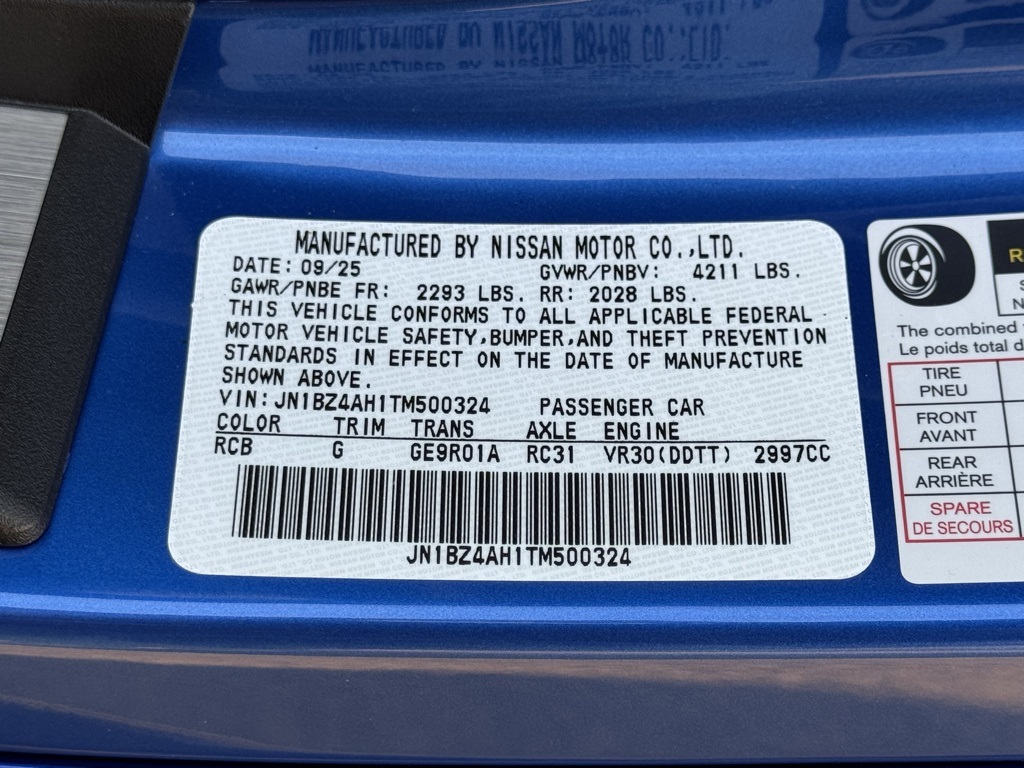 MANUFACTURED BY NISSAN MOTOR CO.,LTD.
DATE: 09/25 GVWR/PNBV: 4211 LBS.
GAWR/PNBE FR: 2293 LBS. RR: 2028 LBS.
THIS VEHICLE CONFORMS TO ALL APPLICABLE FEDERAL
MOTOR VEHICLE SAFETY,BUMPER,AND THEFT PREVENTION
STANDARDS IN EFFECT ON THE DATE OF MANUFACTURE
SHOWN ABOVE.
VIN:JN1BZ4AH1TM500324 PASSENGER CAR
COLOR TRIM TRANS AXLE ENGINE
RCB G GE9R01A RC31 VR30(DDTT) 2997CC
JN1BZ4AH1TM500324
The combined
Le poids total d
TIRE
PNEU
FRONT
AVANT
REAR
ARRIÈRE
SPARE
DE SECOURS